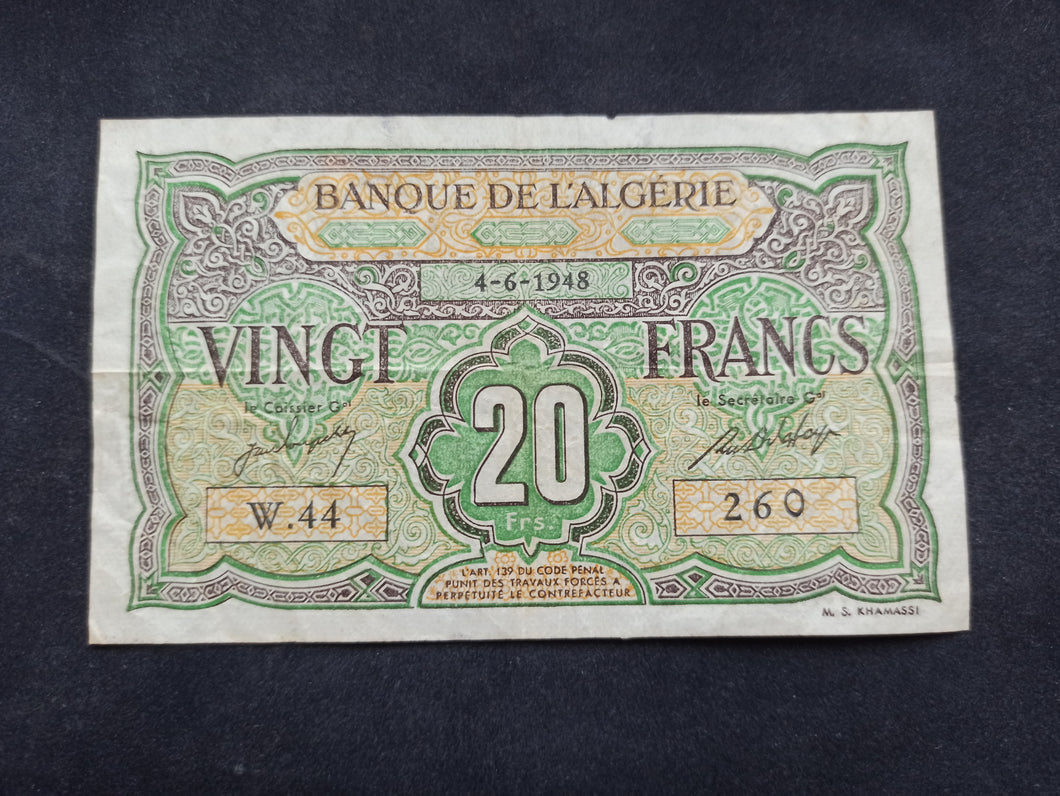 BANQUE DE L'ALGÉRIE
4-6-1948
VINGT FRANCS
le Caissier Gal
le Secrétaire Gal
20
Frs.
W.44
260
L'ART. 139 DU CODE PENAL
PUNIT DES TRAVAUX FORCÉS A
PERPÉTUITÉ LE CONTREFACTEUR
M. S. KHAMASSI